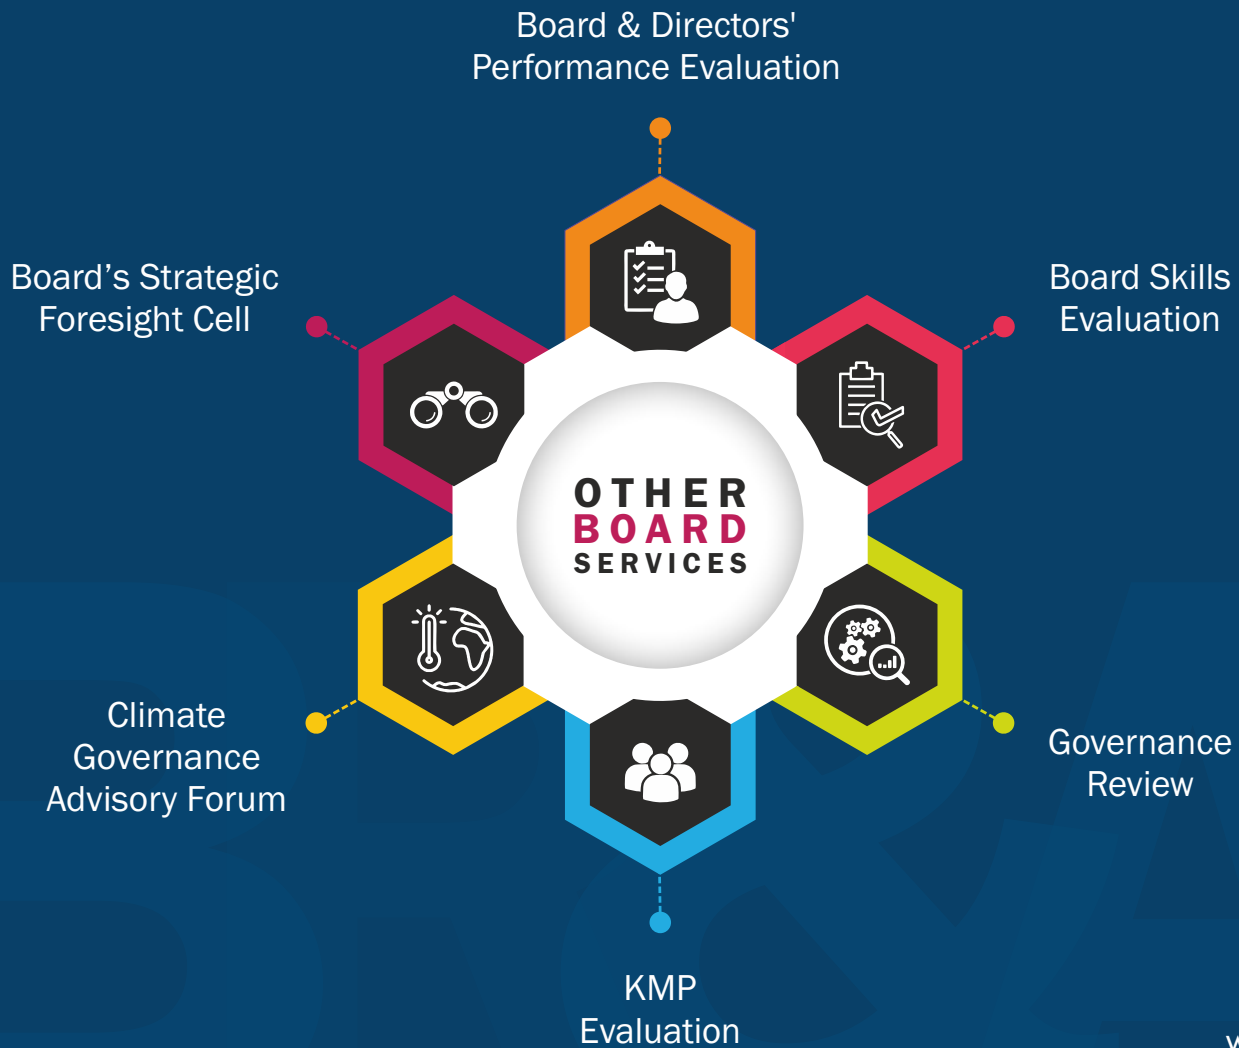 Board & Directors'
Performance Evaluation
Board's Strategic
Foresight Cell
Board Skills
Evaluation
OTHER
BOARD
SERVICES
Climate
Governance
Advisory Forum
Governance
Review
KMP
Evaluation